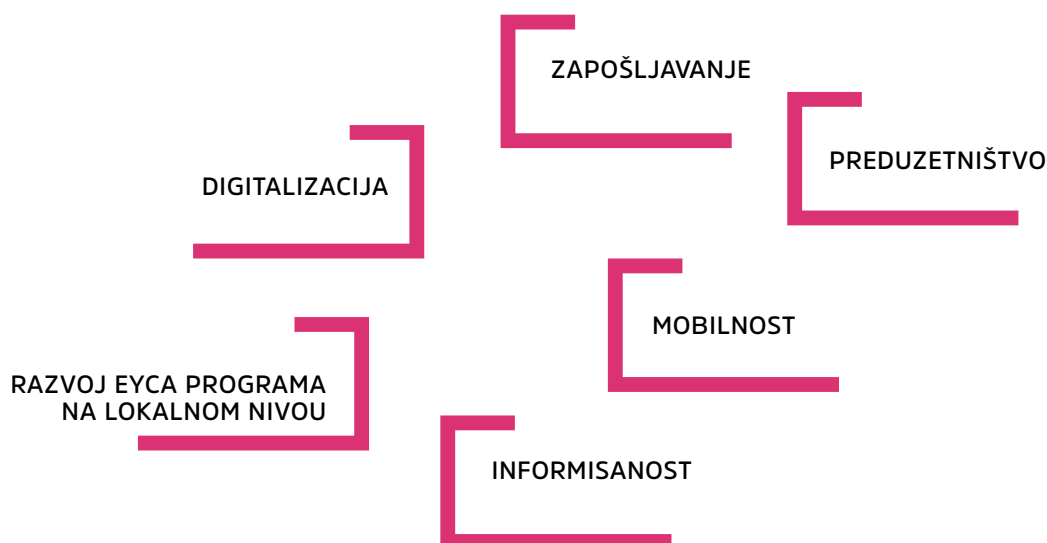 ZAPOŠLJAVANJE
PREDUZETNIŠTVO
DIGITALIZACIJA
MOBILNOST
RAZVOJ EYCA PROGRAMA
NA LOKALNOM NIVOU
INFORMISANOST